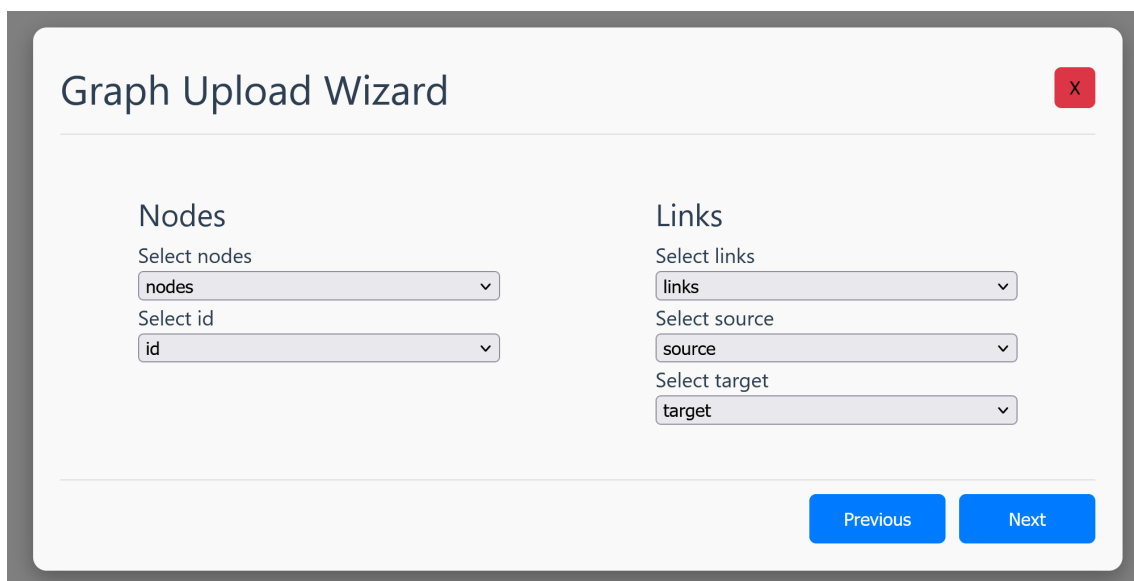 Graph Upload Wizard
X
Nodes
Select nodes
nodes
Select id
id
Links
Select links
links
Select source
source
Select target
target
Previous
Next